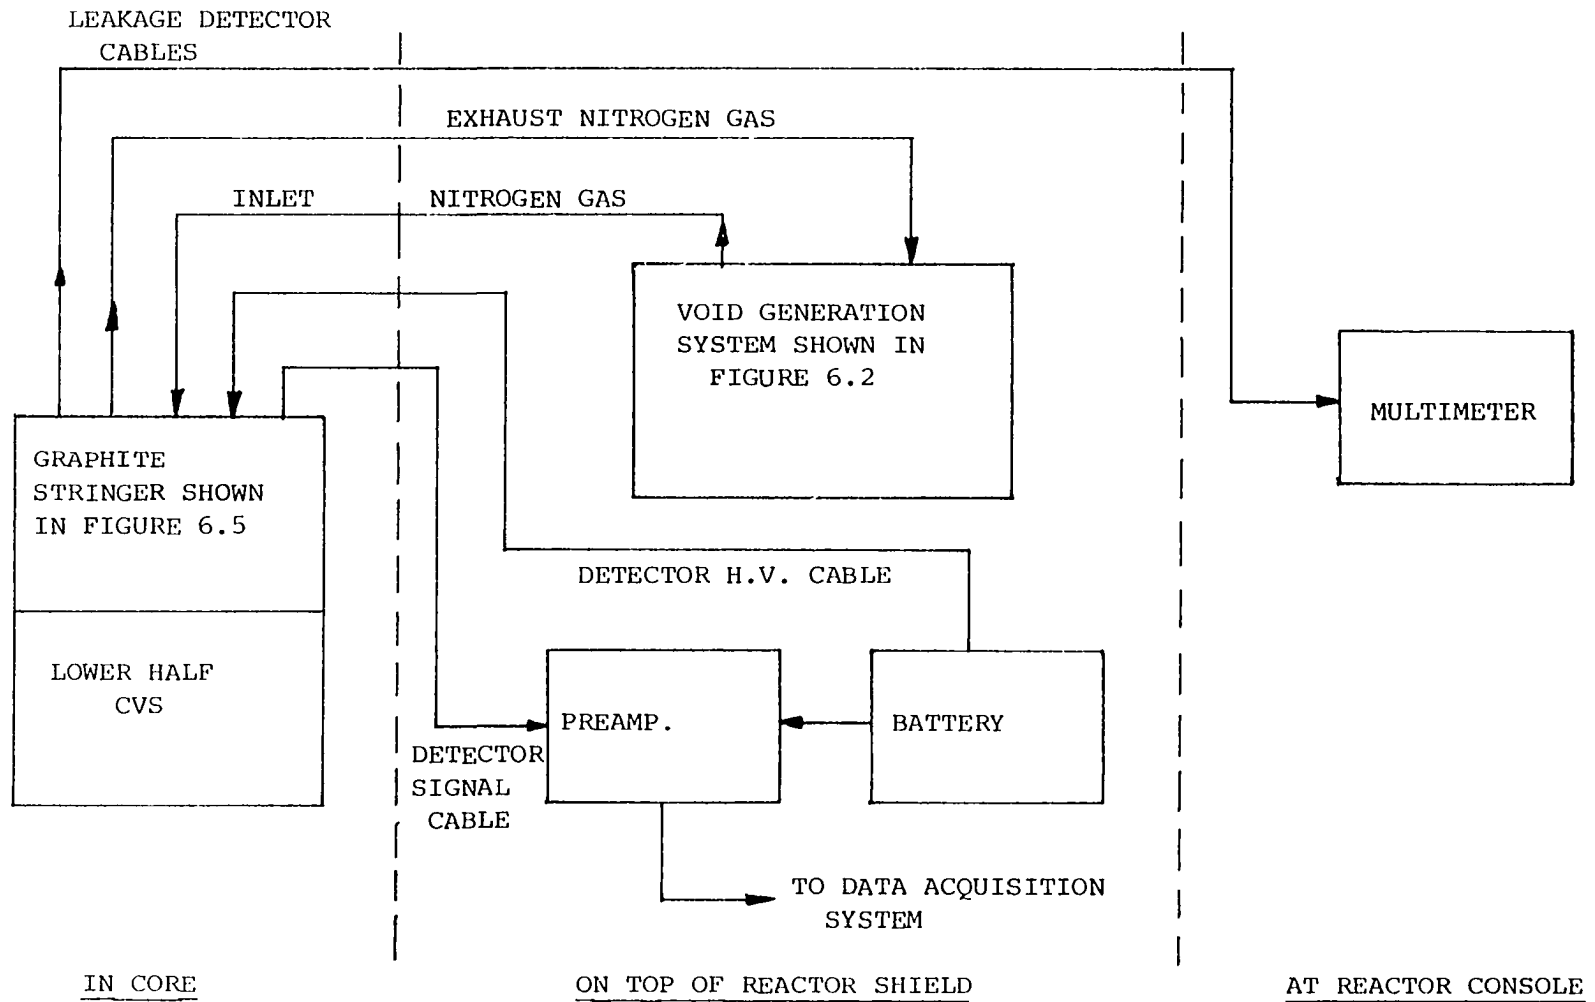 LEAKAGE DETECTOR
CABLES
EXHAUST NITROGEN GAS
INLET NITROGEN GAS
VOID GENERATION
SYSTEM SHOWN IN
FIGURE 6.2
MULTIMETER
GRAPHITE
STRINGER SHOWN
IN FIGURE 6.5
DETECTOR H.V. CABLE
LOWER HALF
CVS
PREAMP.
BATTERY
DETECTOR
SIGNAL
CABLE
TO DATA ACQUISITION
SYSTEM
IN CORE
ON TOP OF REACTOR SHIELD
AT REACTOR CONSOLE